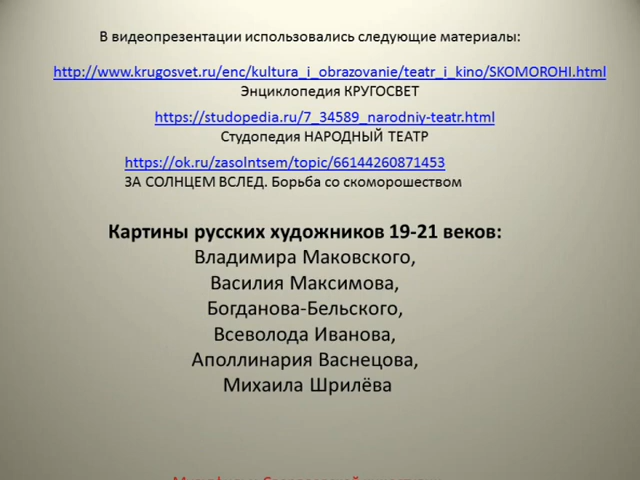 В видеопрезентации использовались следующие материалы:
http://www.krugosvet.ru/enc/kultura_i_obrazovanie/teatr_i_kino/SKOMOROHI.html
Энциклопедия КРУГОСВЕТ
https://studopedia.ru/7_34589_narodniy-teatr.html
Студопедия НАРОДНЫЙ ТЕАТР
https://ok.ru/zasolntsem/topic/66144260871453
ЗА СОЛНЦЕМ ВСЛЕД. Борьба со скоморошеством
Картины русских художников 19-21 веков:
Владимира Маковского,
Василия Максимова,
Богданова-Бельского,
Всеволода Иванова,
Аполлинария Васнецова,
Михаила Шрилёва